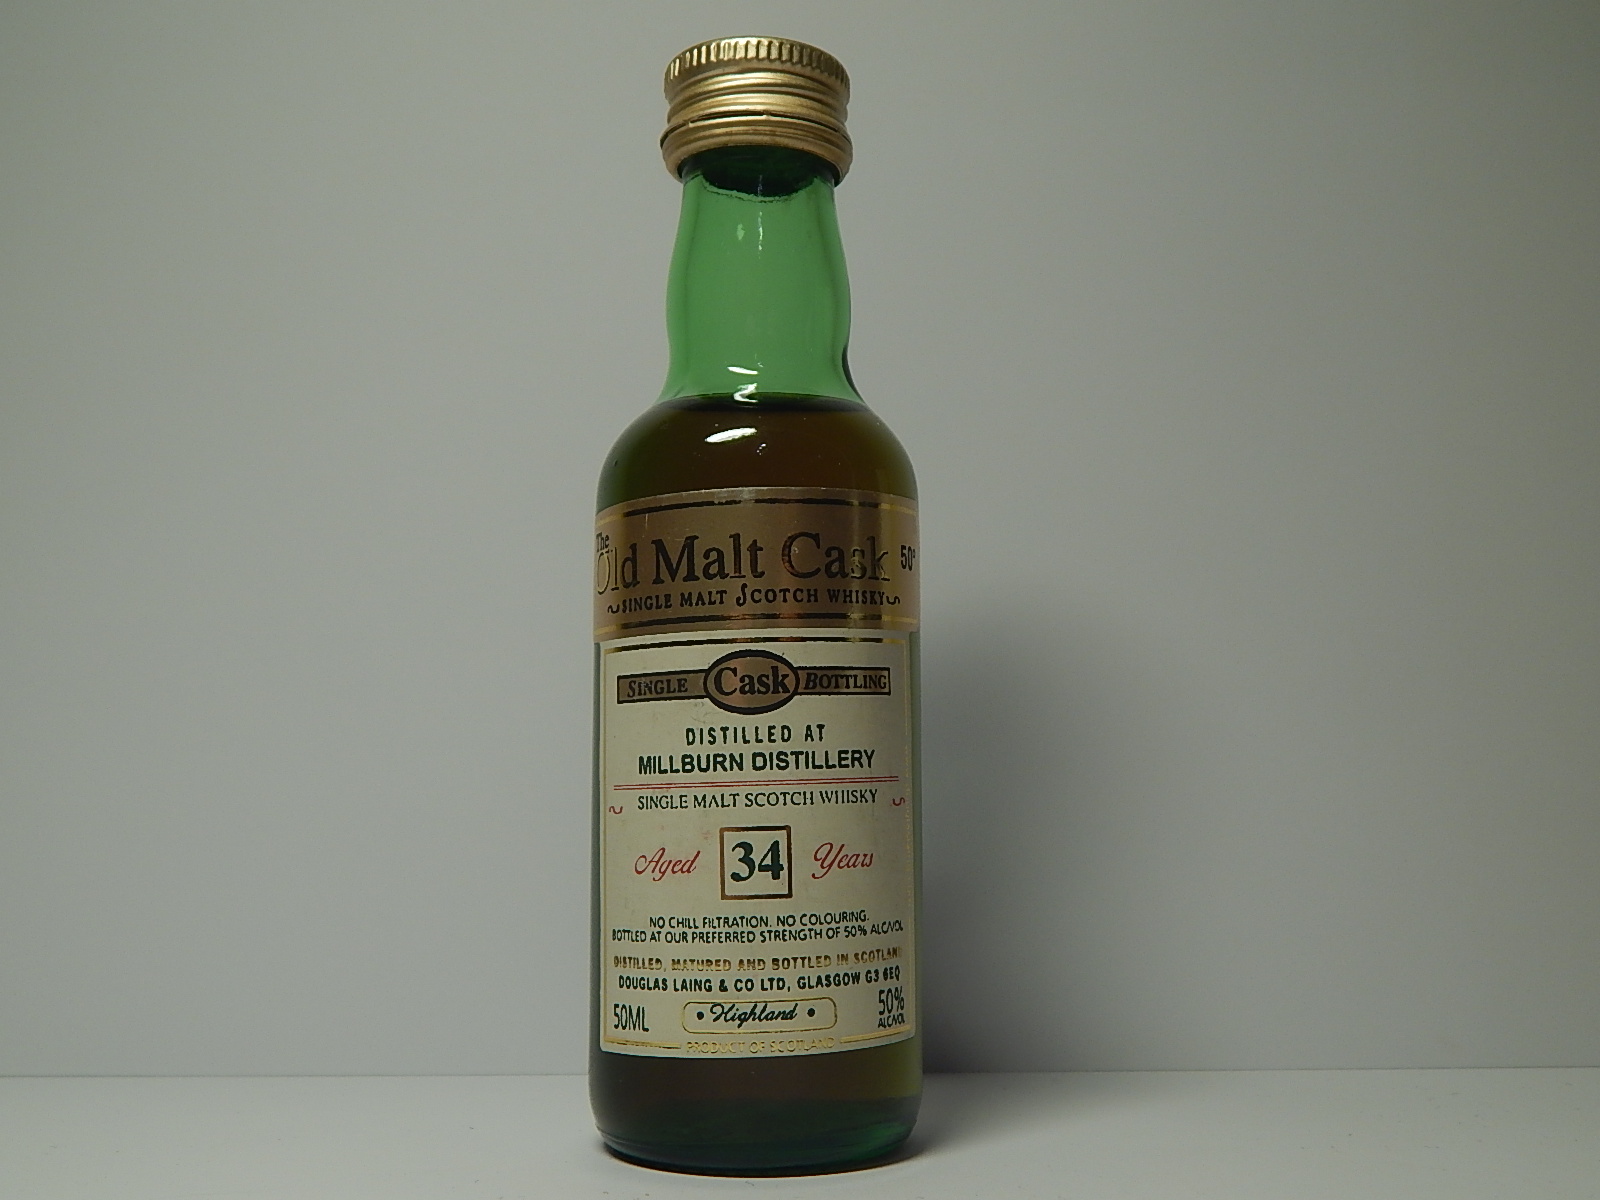 The
Old Malt Cask 50°
SINGLE MALT SCOTCH WHISKY
SINGLE Cask BOTTLING
DISTILLED AT
MILLBURN DISTILLERY
SINGLE MALT SCOTCH WHISKY
Aged 34 Years
NO CHILL FILTRATION. NO COLOURING.
BOTTLED AT OUR PREFERRED STRENGTH OF 50% ALC/VOL
DISTILLED, MATURED AND BOTTLED IN SCOTLAND
DOUGLAS LAING & CO LTD, GLASGOW G3 6EQ
50ML • Highland • 50%
ALC/VOL
PRODUCT OF SCOTLAND